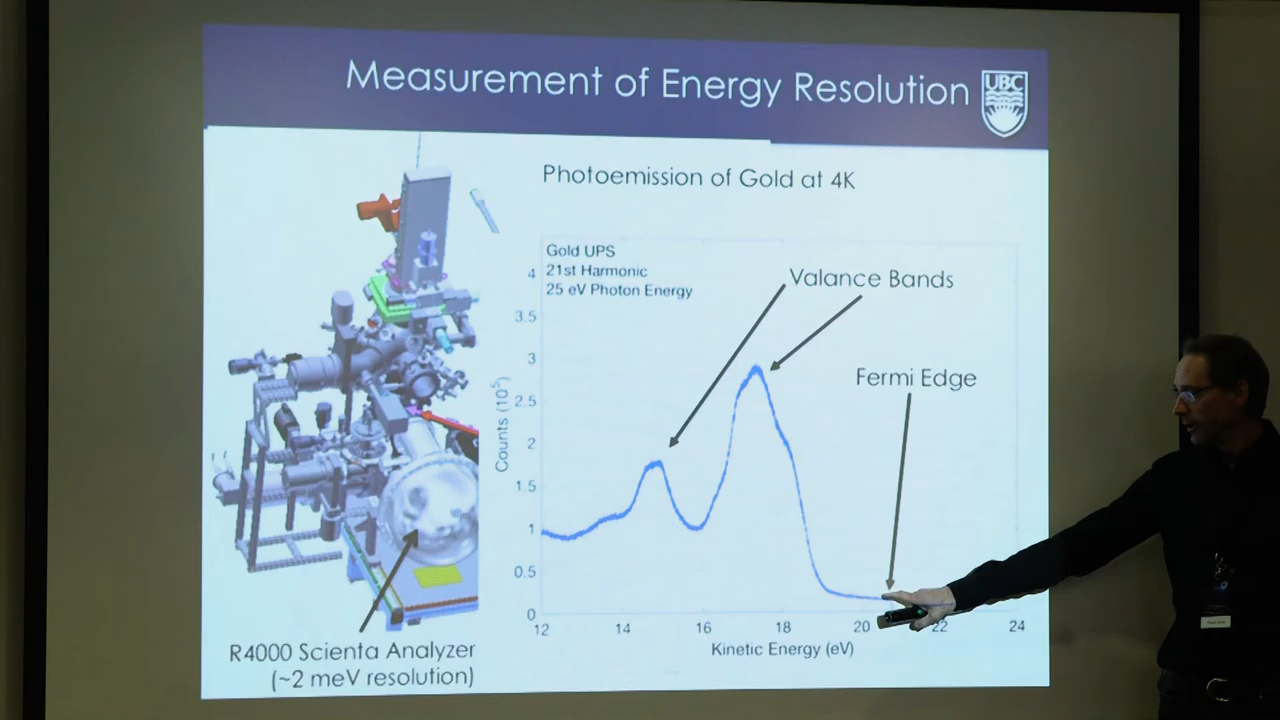 Measurement of Energy Resolution
UBC
Photoemission of Gold at 4K
Gold UPS
21st Harmonic
25 eV Photon Energy
Valance Bands
Fermi Edge
Counts (10⁵)
4
3.5
3
2.5
2
1.5
1
0.5
0
12 14 16 18 20 22 24
Kinetic Energy (eV)
R4000 Scienta Analyzer
(~2 meV resolution)